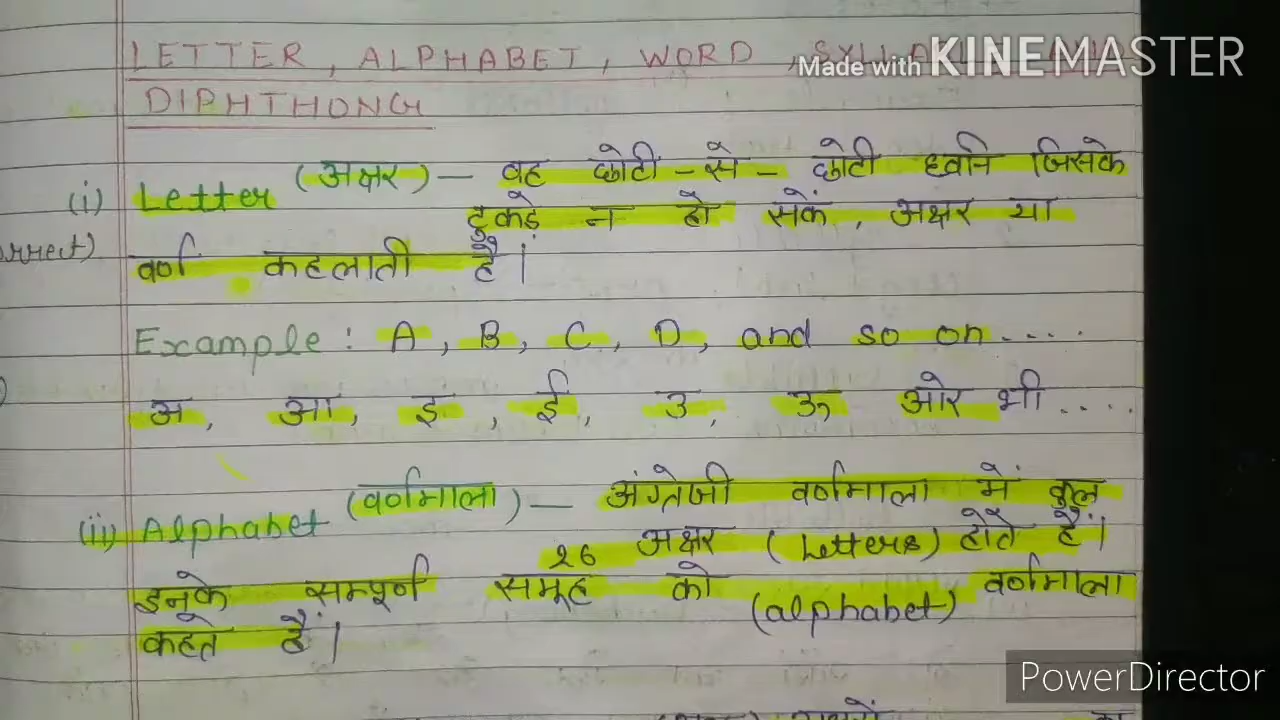 LETTER, ALPHABET, WORD,
Made with KINEMASTER
DIPHTHONG
(i) Letter (अक्षर) — वह छोटी - से - छोटी ध्वनि जिसके
टुकड़े न हो सकें, अक्षर या
वर्ण कहलाती है।
Example: A, B, C, D, and so on....
अ, आ, इ, ई, उ, ऊ ओर भी....
(ii) Alphabet (वर्णमाला) — अंग्रेजी वर्णमाला में कुल
26 अक्षर (Letters) होते हैं।
इनके सम्पूर्ण समूह को (alphabet) वर्णमाला
कहते हैं।
PowerDirector